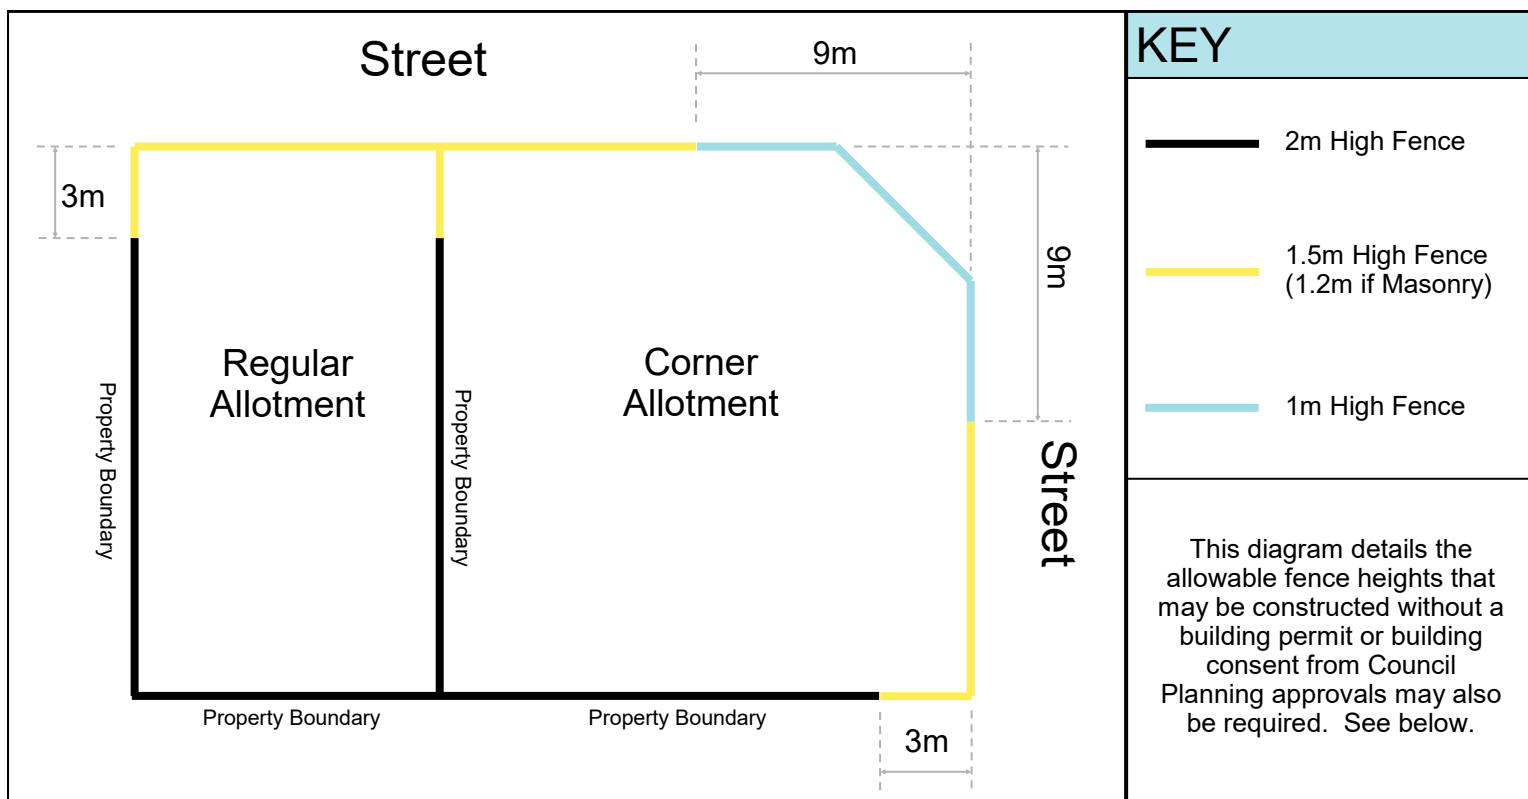 Street
9m
3m
9m
Regular
Allotment
Corner
Allotment
Property Boundary
Property Boundary
Street
Property Boundary
Property Boundary
3m
KEY
2m High Fence
1.5m High Fence
(1.2m if Masonry)
1m High Fence
This diagram details the
allowable fence heights that
may be constructed without a
building permit or building
consent from Council
Planning approvals may also
be required.  See below.